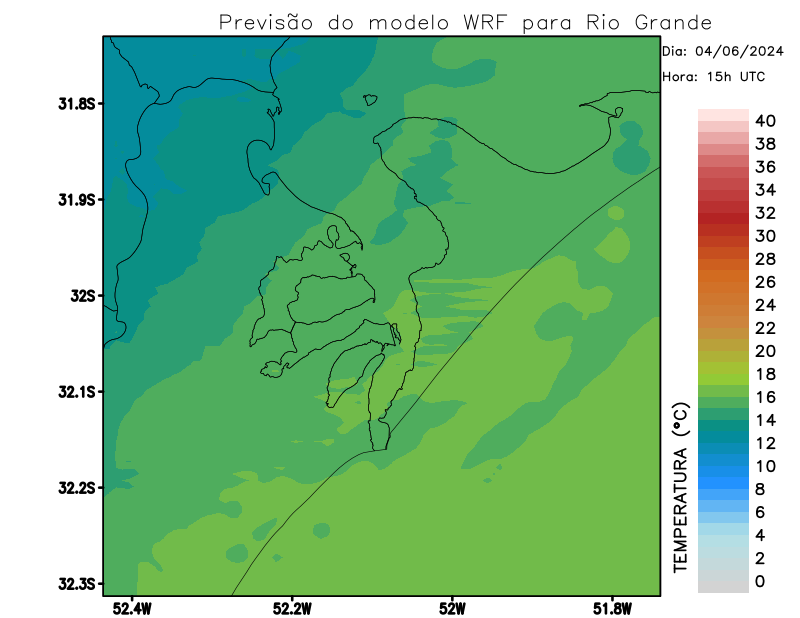 Previsão do modelo WRF para Rio Grande
Dia: 04/06/2024
Hora: 15h UTC
31.8S
31.9S
32S
32.1S
32.2S
32.3S
52.4W
52.2W
52W
51.8W
TEMPERATURA (°C)
40
38
36
34
32
30
28
26
24
22
20
18
16
14
12
10
8
6
4
2
0